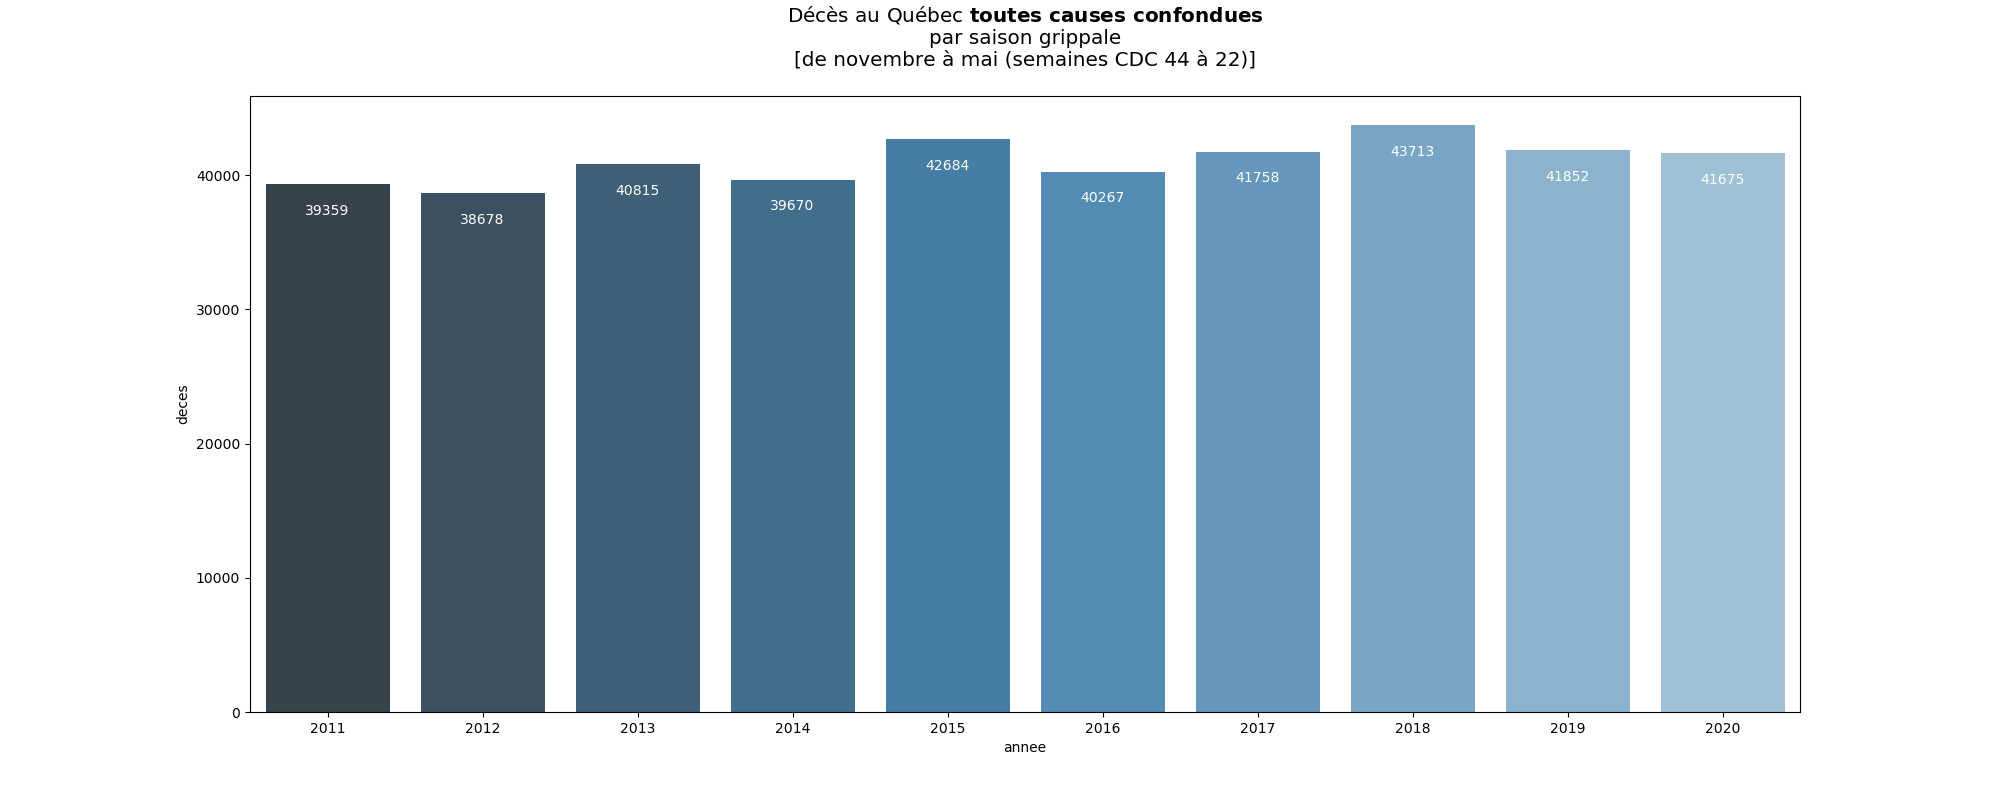 Décès au Québec toutes causes confondues
par saison grippale
[de novembre à mai (semaines CDC 44 à 22)]
43713
42684
41758
41852
41675
40815
40267
40000
39670
39359
38678
30000
deces
20000
10000
0
2011 2012 2013 2014 2015 2016 2017 2018 2019 2020
annee